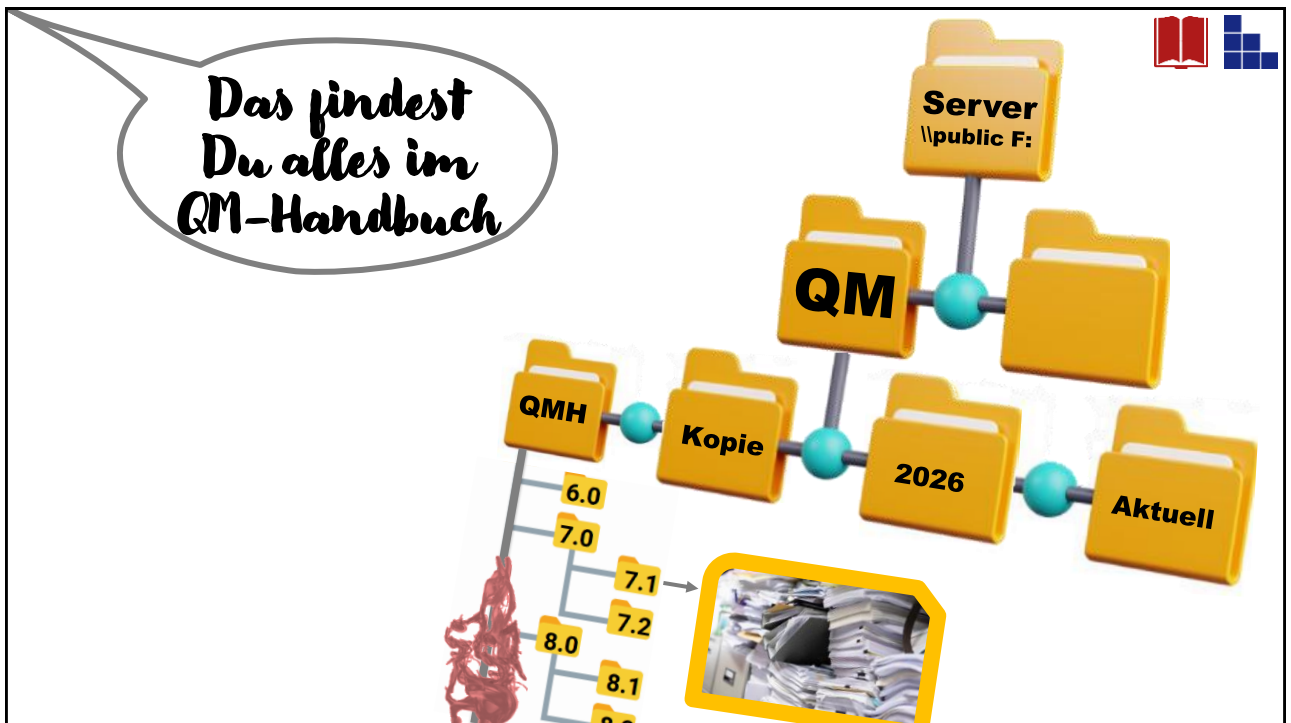 Das findest
Du alles im
QM-Handbuch
Server
\\public F:
QM
QMH
Kopie
2026
Aktuell
6.0
7.0
7.1
7.2
8.0
8.1